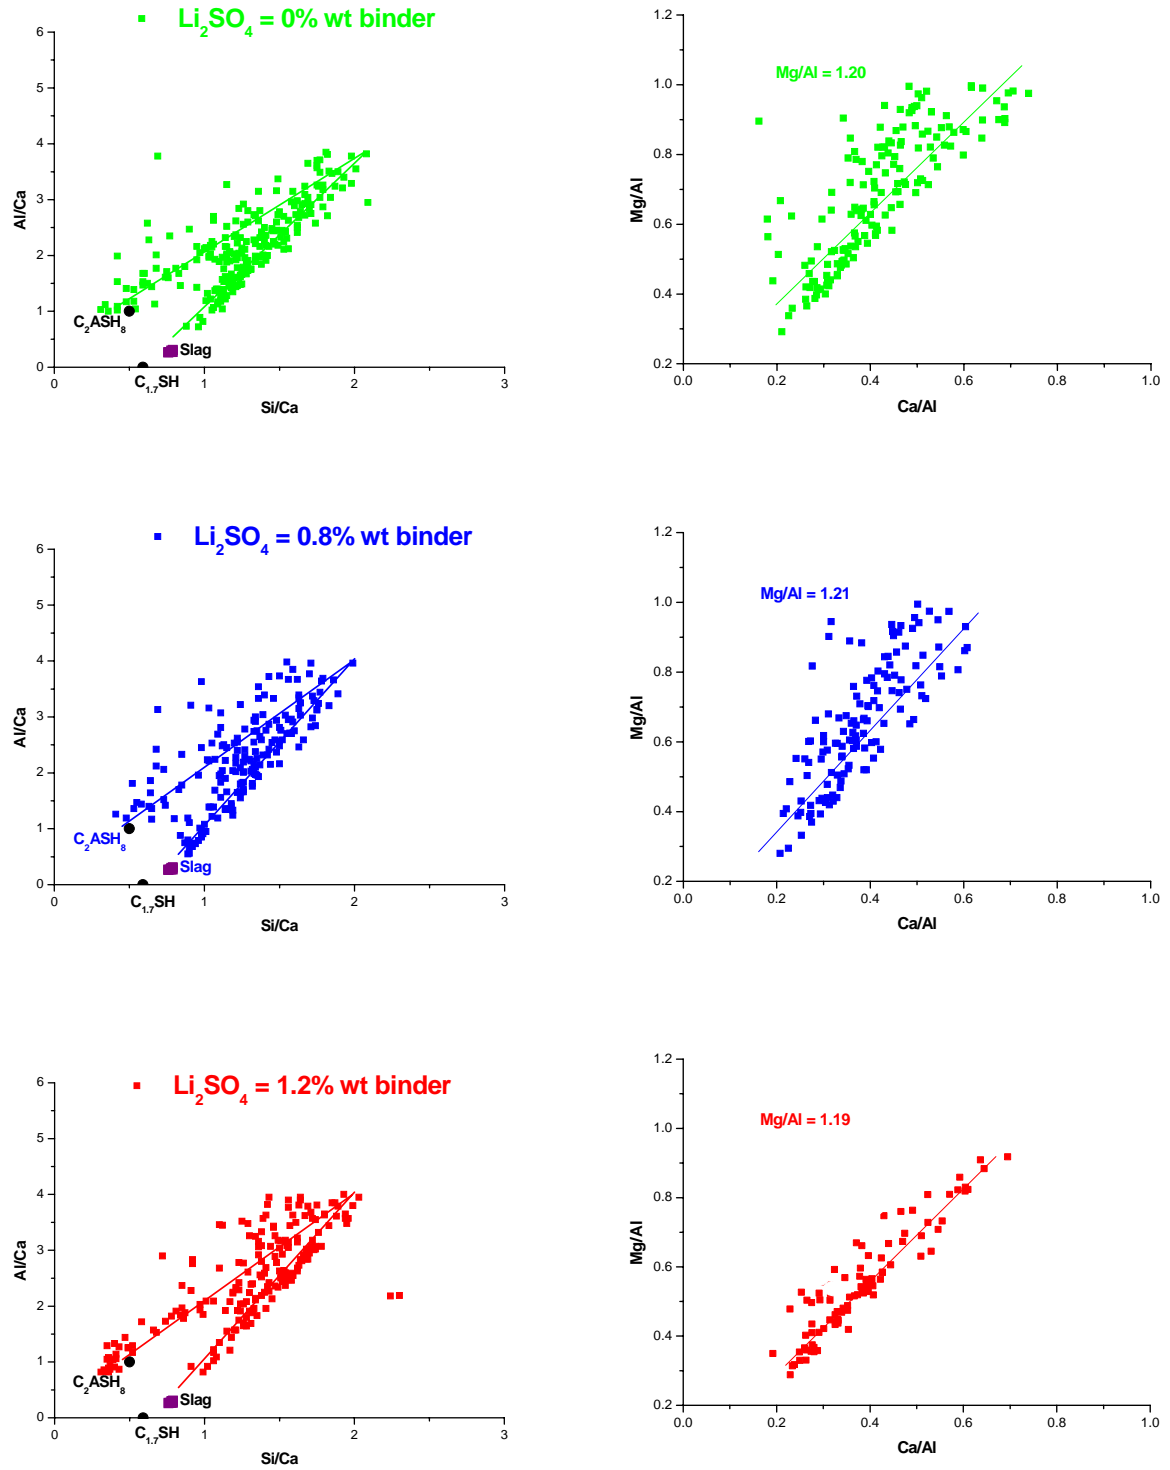 Li2SO4 = 0% wt binder
6
5
4
3
2
1
0
Al/Ca
C2ASH8
Slag
C1.7SH
0 1 2 3
Si/Ca
1.2
1.0
0.8
0.6
0.4
0.2
Mg/Al
Mg/Al = 1.20
0.0 0.2 0.4 0.6 0.8 1.0
Ca/Al
Li2SO4 = 0.8% wt binder
6
5
4
3
2
1
0
Al/Ca
C2ASH8
Slag
C1.7SH
0 1 2 3
Si/Ca
1.2
1.0
0.8
0.6
0.4
0.2
Mg/Al
Mg/Al = 1.21
0.0 0.2 0.4 0.6 0.8 1.0
Ca/Al
Li2SO4 = 1.2% wt binder
6
5
4
3
2
1
0
Al/Ca
C2ASH8
Slag
C1.7SH
0 1 2 3
Si/Ca
1.2
1.0
0.8
0.6
0.4
0.2
Mg/Al
Mg/Al = 1.19
0.0 0.2 0.4 0.6 0.8 1.0
Ca/Al